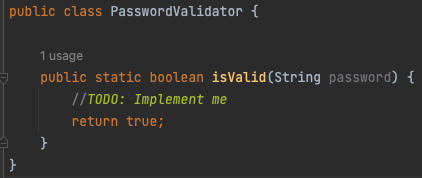 public class PasswordValidator {
1 usage
public static boolean isValid(String password) {
//TODO: Implement me
return true;
}
}